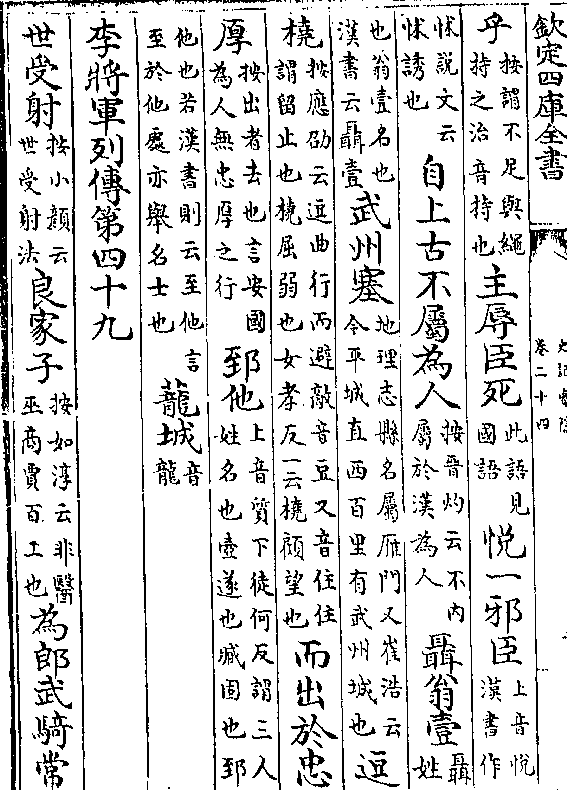 欽定四庫全書
史記索隱
卷二十四
乎按謂不足與繩持之治音持也主辱臣死此語見國語悦一邪臣上音悦漢書作
怵說文云怵誘也自上古不屬為人按晉灼云不内屬於漢為人聶翁壹聶姓
也翁壹名也漢書云聶壹武州塞地理志縣名屬雁門又崔浩云今平城直西百里有武州城也逗
橈按應劭云逗曲行而避敵音豆又音住住謂留止也橈屈弱也女孝反一云橈顧望也而出於忠
厚按出者去也言安國為人無忠厚之行郅他上音質下徒何反謂三人姓名也壺遂也臧固也郅
他也若漢書則云至他言至於他處亦舉名士也蘢城音龍
李將軍列傳第四十九
世受射按小顏云世受射法良家子按如淳云非醫巫商賈百工也為郎武騎常